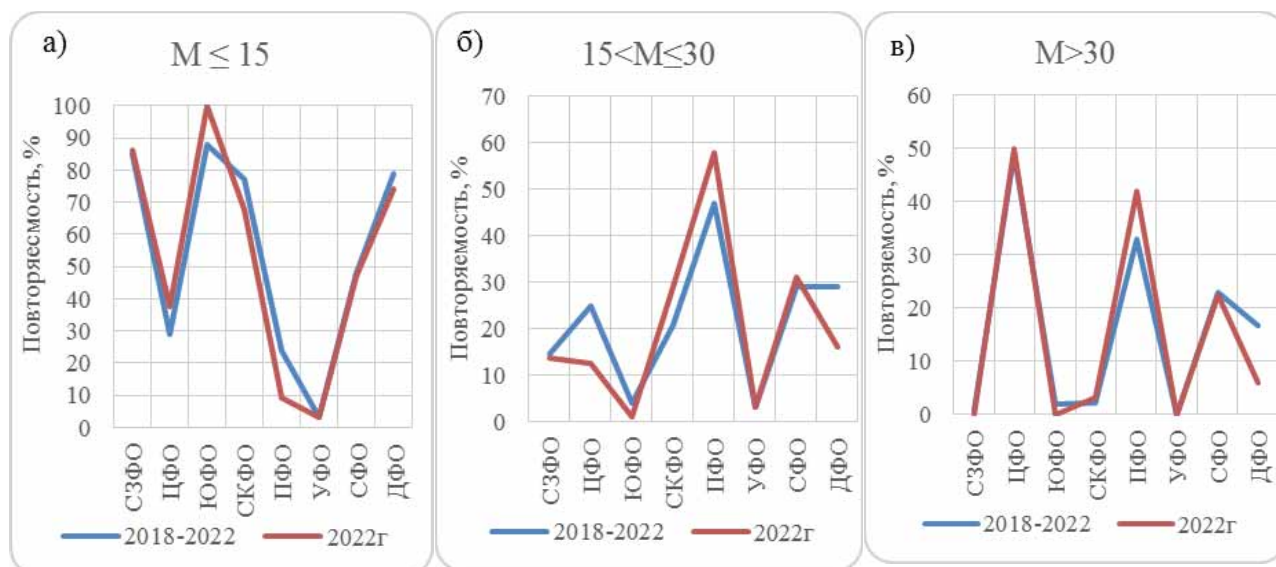 а)
M ≤ 15
Повторяесмость, %
100
90
80
70
60
50
40
30
20
10
0
СЗФО
ЦФО
ЮФО
СКФО
ПФО
УФО
СФО
ДФО
2018-2022
2022г
б)
15<M≤30
Повторяемость, %
70
60
50
40
30
20
10
0
СЗФО
ЦФО
ЮФО
СКФО
ПФО
УФО
СФО
ДФО
2018-2022
2022г
в)
M>30
Повторяемость, %
60
50
40
30
20
10
0
СЗФО
ЦФО
ЮФО
СКФО
ПФО
УФО
СФО
ДФО
2018-2022
2022г